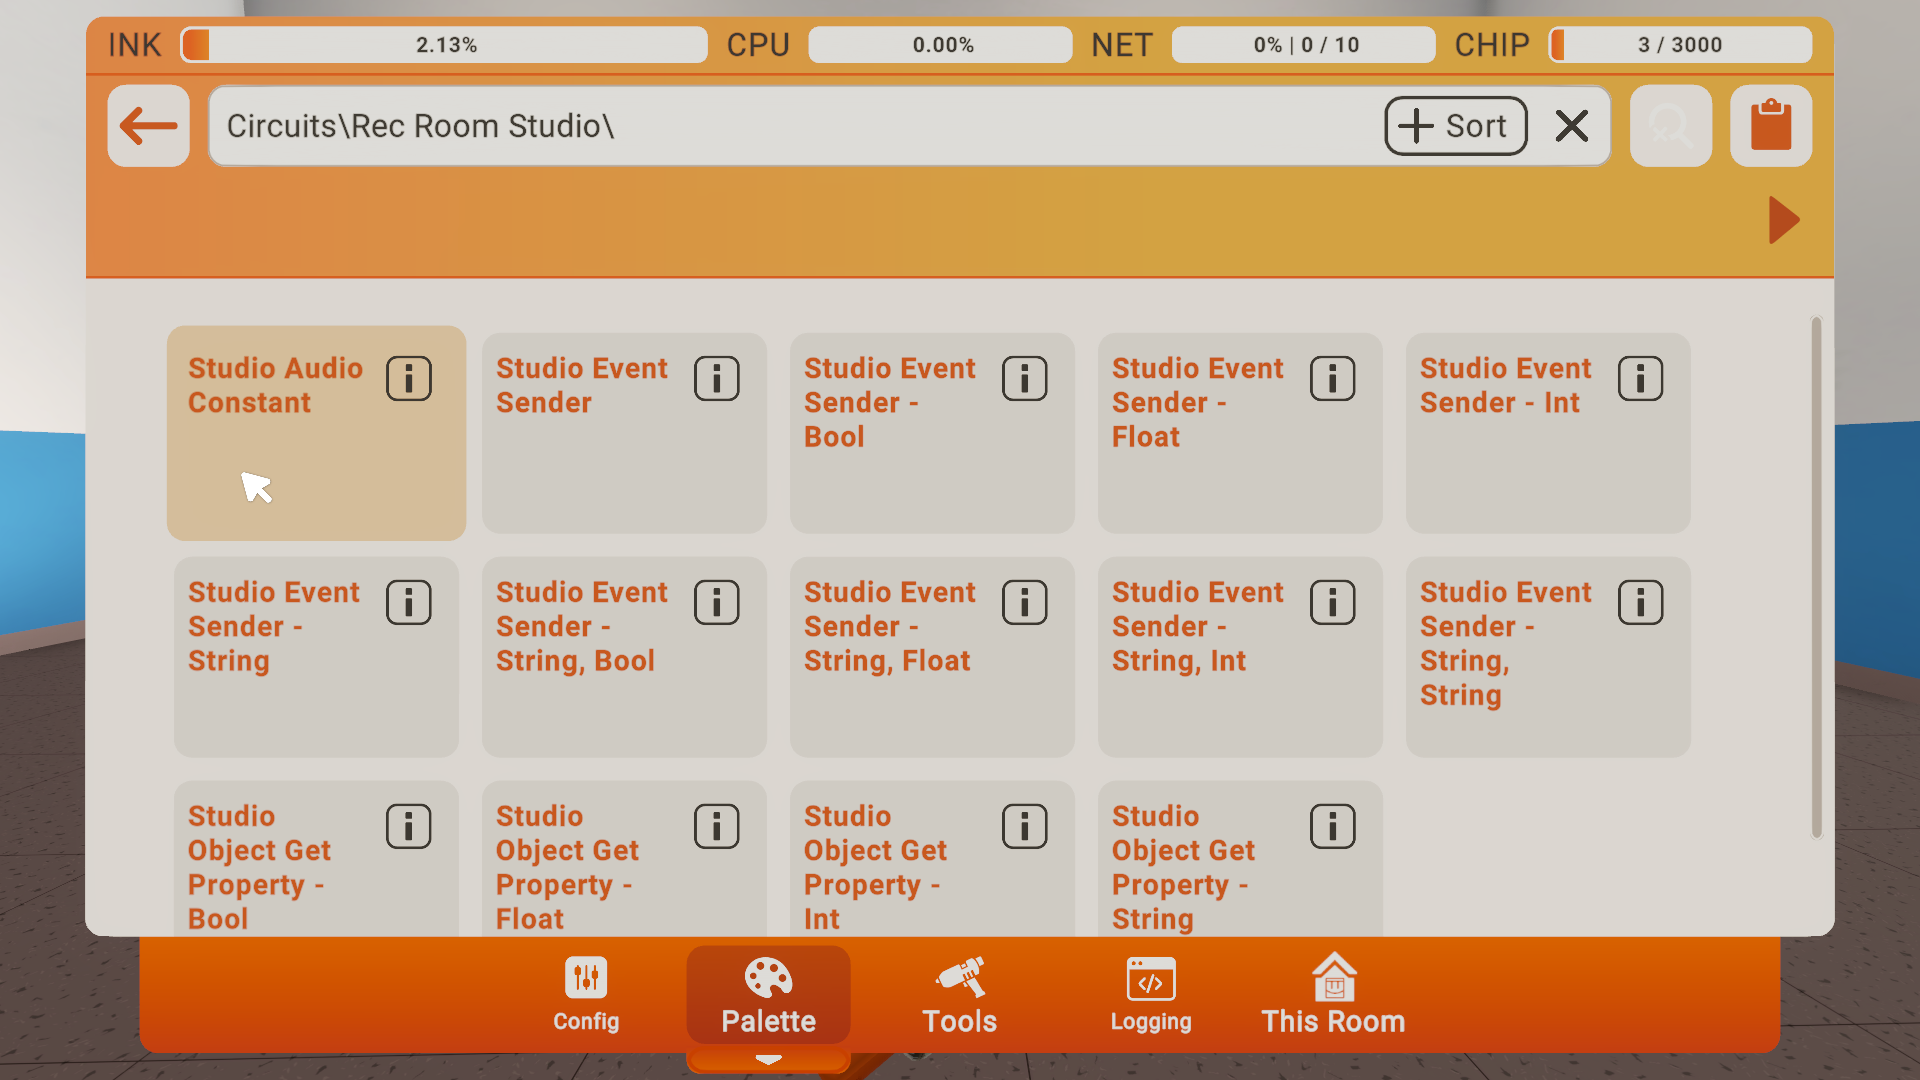 INK 2.13% CPU 0.00% NET 0% | 0 / 10 CHIP 3 / 3000
Circuits\Rec Room Studio\ + Sort X
Studio Audio
Constant
Studio Event
Sender
Studio Event
Sender -
Bool
Studio Event
Sender -
Float
Studio Event
Sender - Int
Studio Event
Sender -
String
Studio Event
Sender -
String, Bool
Studio Event
Sender -
String, Float
Studio Event
Sender -
String, Int
Studio Event
Sender -
String,
String
Studio
Object Get
Property -
Bool
Studio
Object Get
Property -
Float
Studio
Object Get
Property -
Int
Studio
Object Get
Property -
String
Config Palette Tools Logging This Room